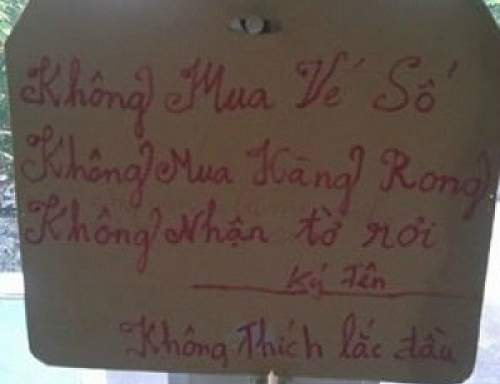 Không Mua Vé Số
Không Mua Hàng Rong
Không Nhận tờ rơi
Ký Tên
Không Thích lắc đầu